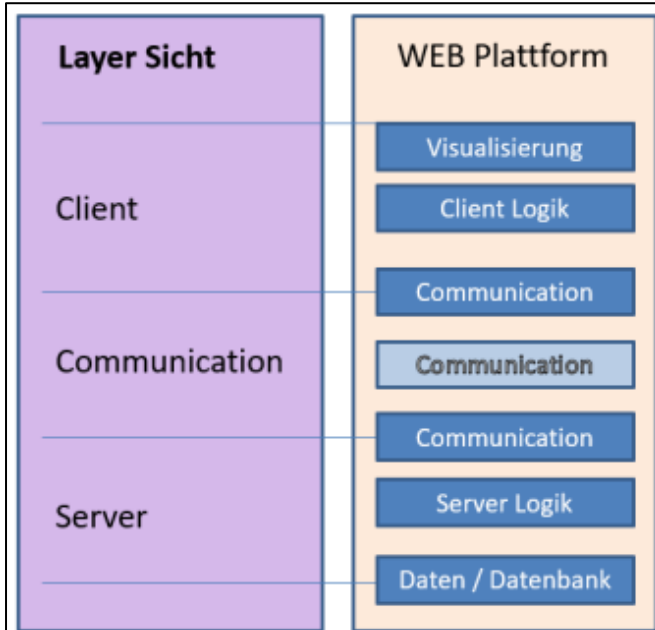 Layer Sicht
WEB Plattform
Visualisierung
Client
Client Logik
Communication
Communication
Communication
Communication
Server
Server Logik
Daten / Datenbank